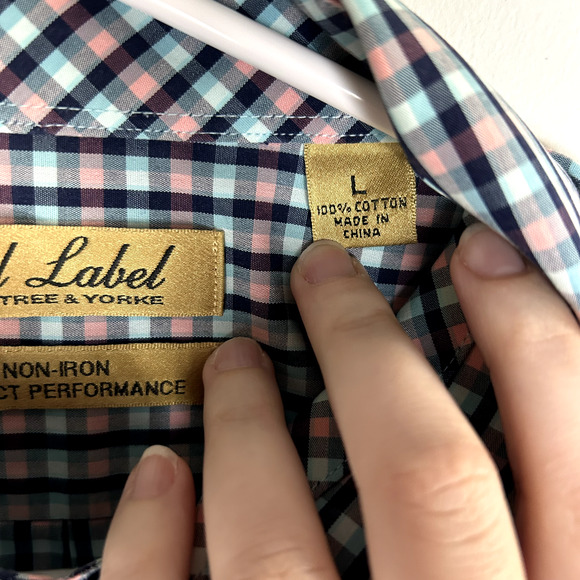 L
100% COTTON
MADE IN
CHINA
Label
TREE & YORKE
NON-IRON
CT PERFORMANCE